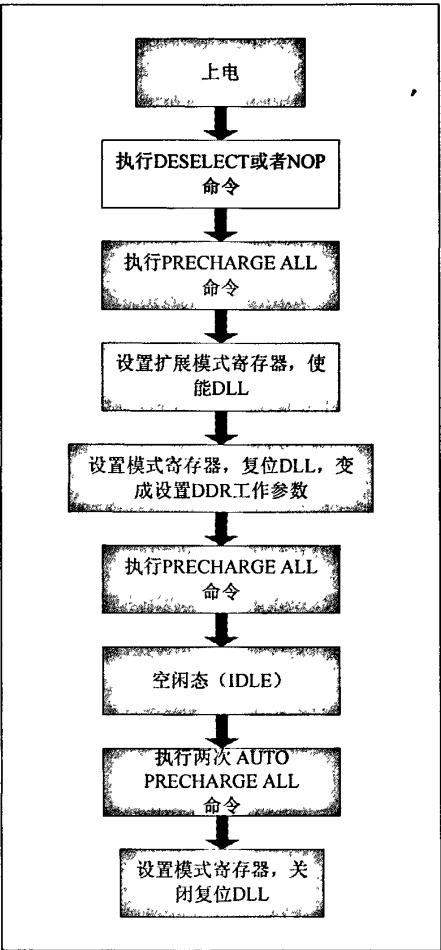 上电
执行DESELECT或者NOP
命令
执行PRECHARGE ALL
命令
设置扩展模式寄存器，使
能DLL
设置模式寄存器，复位DLL，变
成设置DDR工作参数
执行PRECHARGE ALL
命令
空闲态（IDLE）
执行两次 AUTO
PRECHARGE ALL
命令
设置模式寄存器，关
闭复位DLL